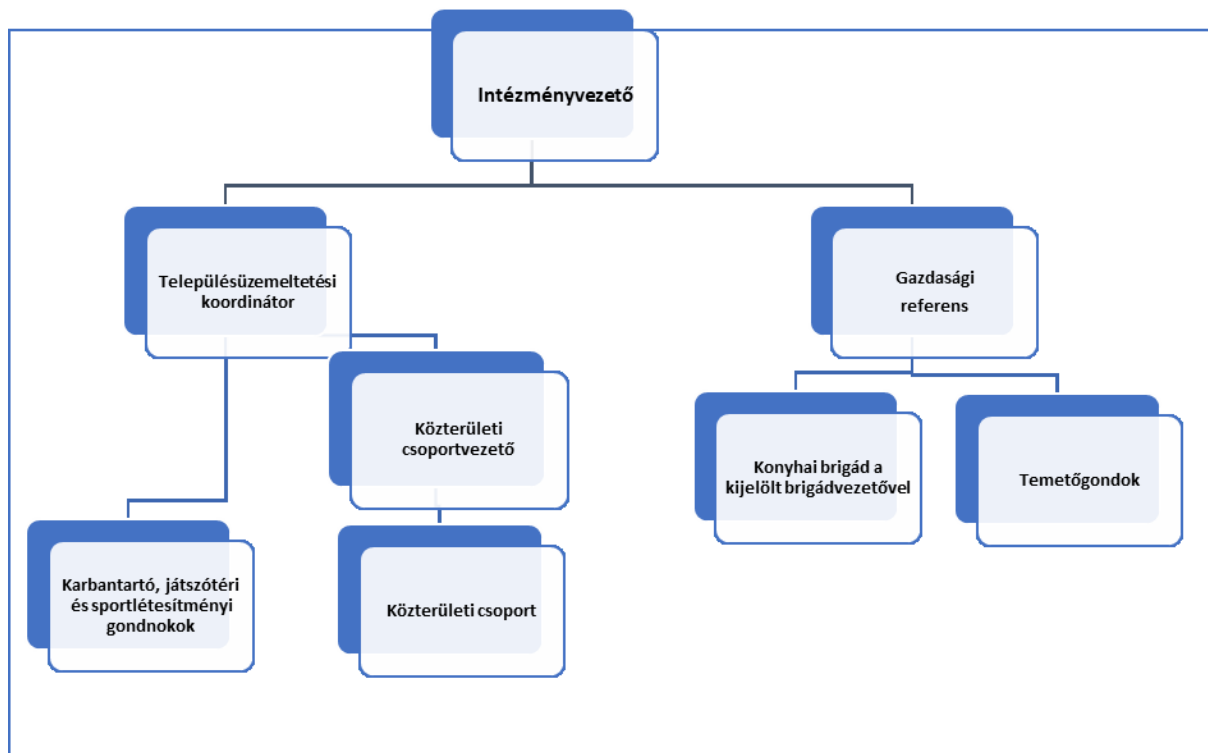 Intézményvezető
Településüzemeltetési
koordinátor
Gazdasági
referens
Közterületi
csoportvezető
Konyhai brigád a
kijelölt brigádvezetővel
Temetőgondok
Karbantartó, játszótéri
és sportlétesítményi
gondnokok
Közterületi csoport